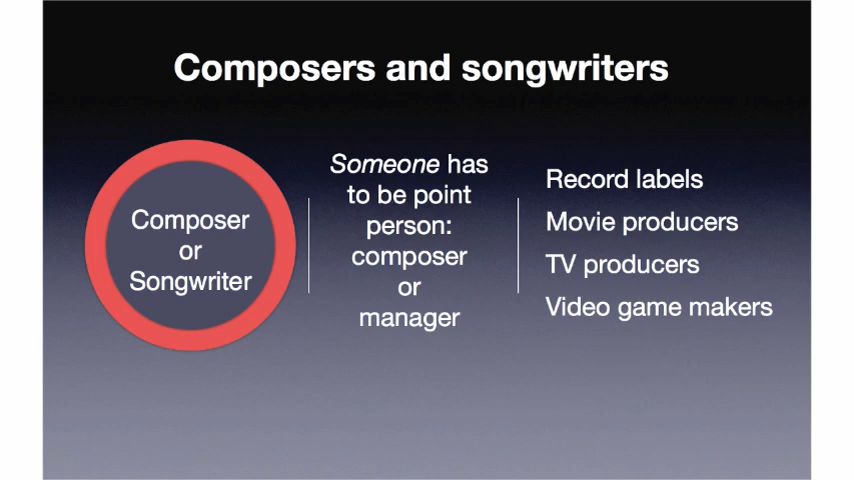 Composers and songwriters
Composer
or
Songwriter
Someone has
to be point
person:
composer
or
manager
Record labels
Movie producers
TV producers
Video game makers